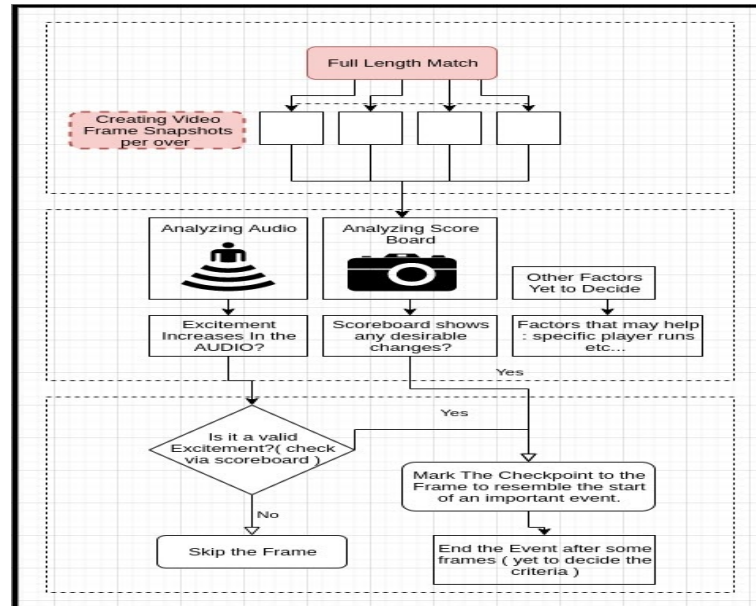 Full Length Match
Creating Video
Frame Snapshots
per over
Analyzing Audio
Analyzing Score
Board
Other Factors
Yet to Decide
Excitement
Increases In the
AUDIO?
Scoreboard shows
any desirable
changes?
Factors that may help
: specific player runs
etc...
Yes
Yes
Is it a valid
Excitement?( check
via scoreboard )
Mark The Checkpoint to the
Frame to resemble the start
of an important event.
No
Skip the Frame
End the Event after some
frames ( yet to decide the
criteria )